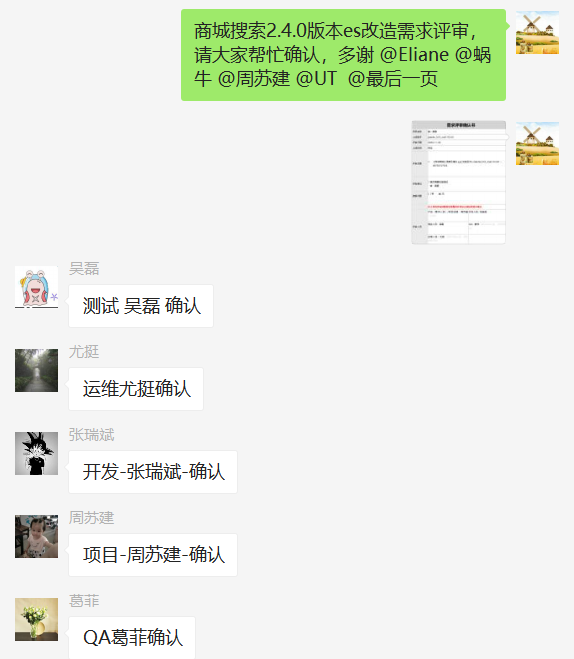 商城搜索2.4.0版本es改造需求评审，
请大家帮忙确认，多谢 @Eliane @蜗
牛 @周苏建 @UT  @最后一页
吴磊
测试 吴磊 确认
尤挺
运维尤挺确认
张瑞斌
开发-张瑞斌-确认
周苏建
项目-周苏建-确认
葛菲
QA葛菲确认